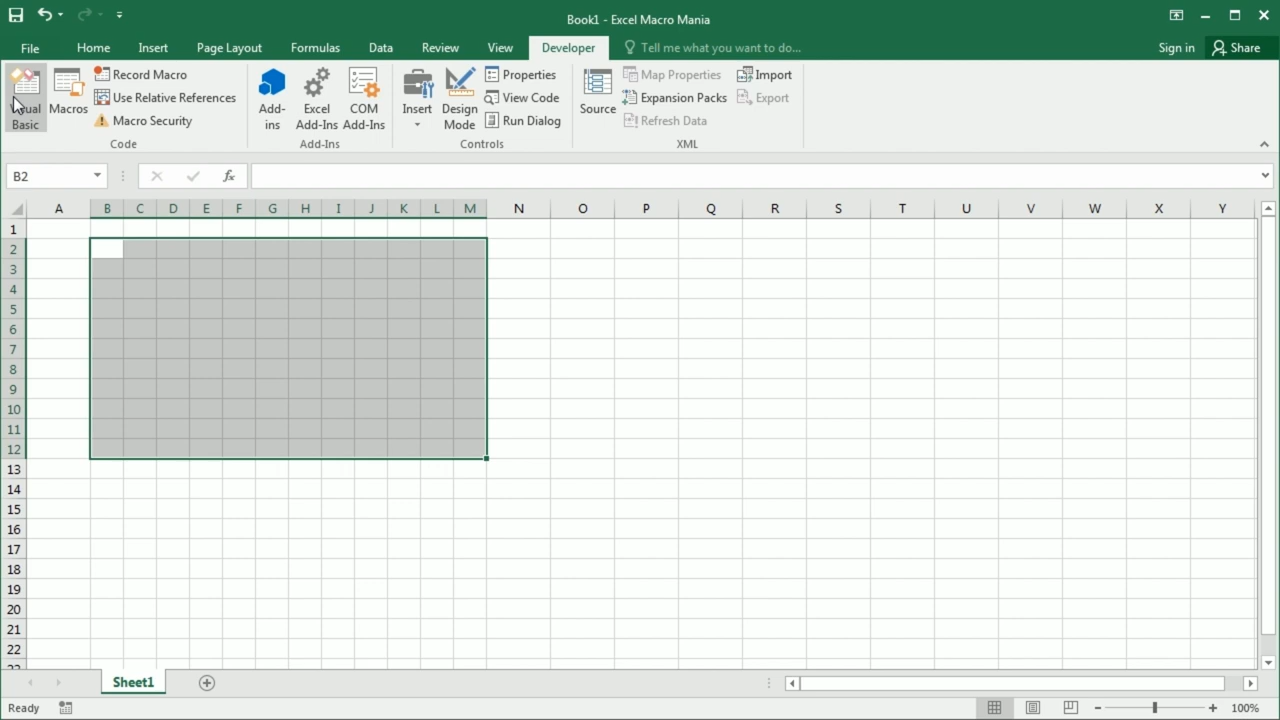 Book1 - Excel Macro Mania
File Home Insert Page Layout Formulas Data Review View Developer Tell me what you want to do... Sign in Share
Visual Basic
Macros
Record Macro
Use Relative References
Macro Security
Code
Add-ins
Excel Add-Ins
COM Add-Ins
Add-Ins
Insert
Design Mode
Properties
View Code
Run Dialog
Controls
Source
Map Properties
Expansion Packs
Refresh Data
Import
Export
XML
B2 fx
A B C D E F G H I J K L M N O P Q R S T U V W X Y
1
2
3
4
5
6
7
8
9
10
11
12
13
14
15
16
17
18
19
20
21
22
23
Sheet1
Ready 100%